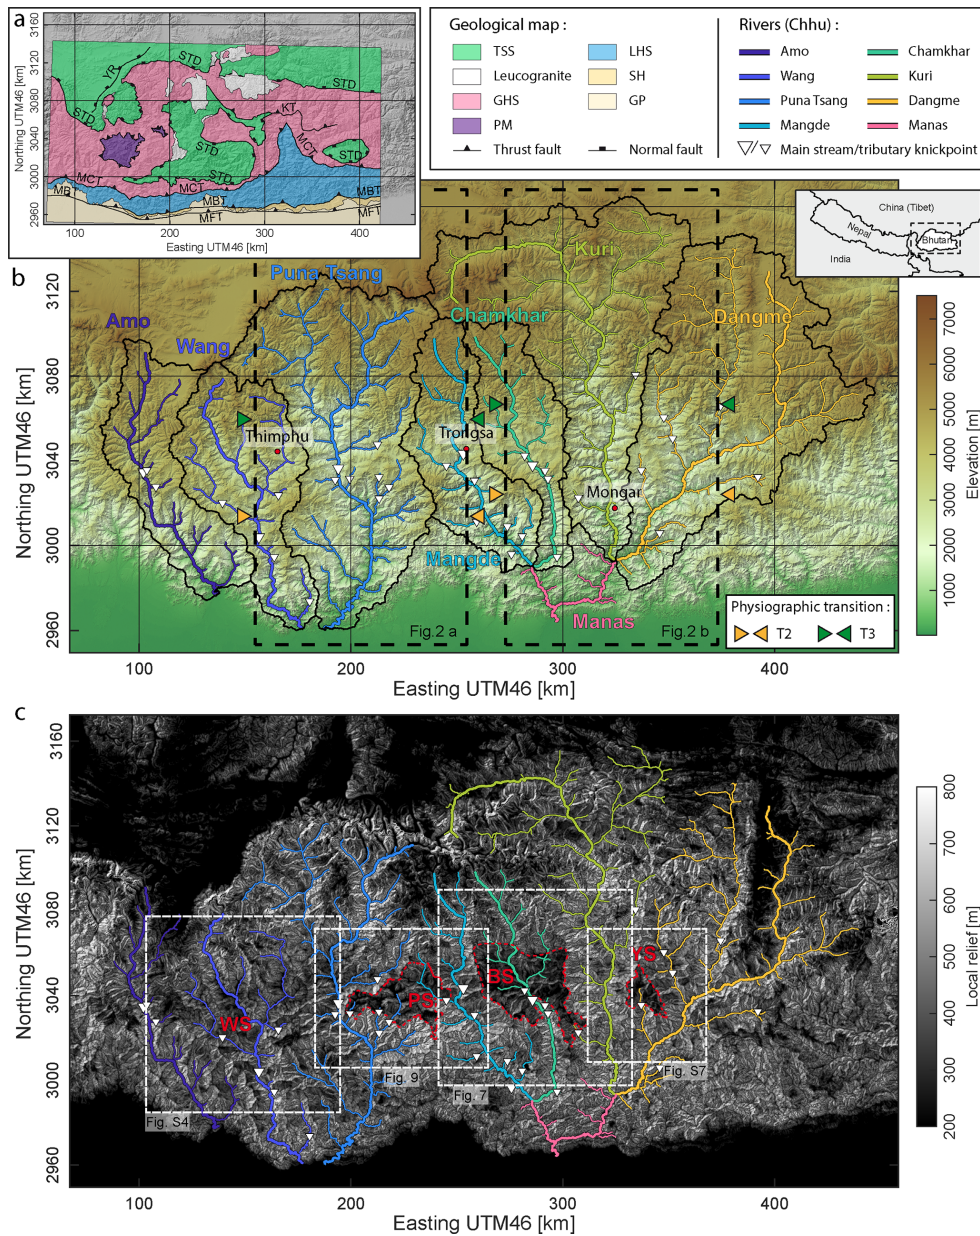 a
3160
3120
3080
3040
3000
2960
Northing UTM46 [km]
100
200
300
400
Easting UTM46 [km]
YR
STD
STD
STD
STD
STD
STD
KT
MCT
MCT
MCT
MBT
MBT
MBT
MFT
MFT
MFT
Geological map :
TSS
Leucogranite
GHS
PM
LHS
SH
GP
Thrust fault
Normal fault
Rivers (Chhu) :
Amo
Wang
Puna Tsang
Mangde
Chamkhar
Kuri
Dangme
Manas
Main stream/tributary knickpoint
China (Tibet)
Nepal
Bhutan
India
b
3120
3080
3040
3000
2960
Northing UTM46 [km]
Amo
Wang
Puna Tsang
Chamkhar
Kuri
Dangme
Thimphu
Trongsa
Mongar
Mangde
Manas
Fig.2 a
Fig.2 b
Physiographic transition :
T2
T3
100
200
300
400
Easting UTM46 [km]
7000
6000
5000
4000
3000
2000
1000
Elevation [m]
c
3160
3120
3080
3040
3000
2960
Northing UTM46 [km]
WS
PS
BS
YS
Fig. S4
Fig. 9
Fig. 7
Fig. S7
100
200
300
400
Easting UTM46 [km]
800
700
600
500
400
300
200
Local relief [m]